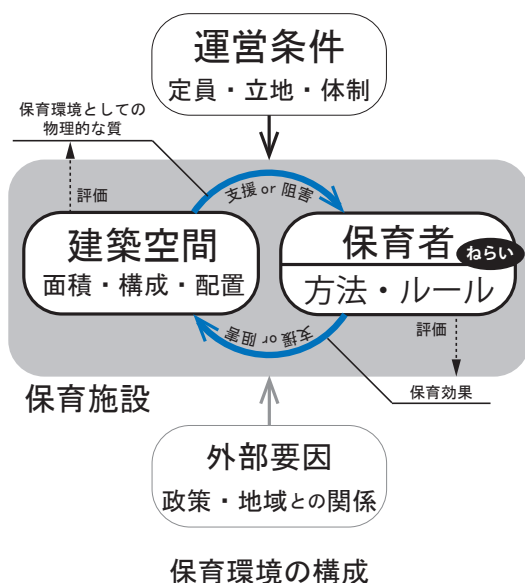 運営条件
定員・立地・体制
保育環境としての
物理的な質
評価
支援 or 阻害
建築空間
面積・構成・配置
保育者
ねらい
方法・ルール
支援 or 阻害
評価
保育施設
保育効果
外部要因
政策・地域との関係
保育環境の構成